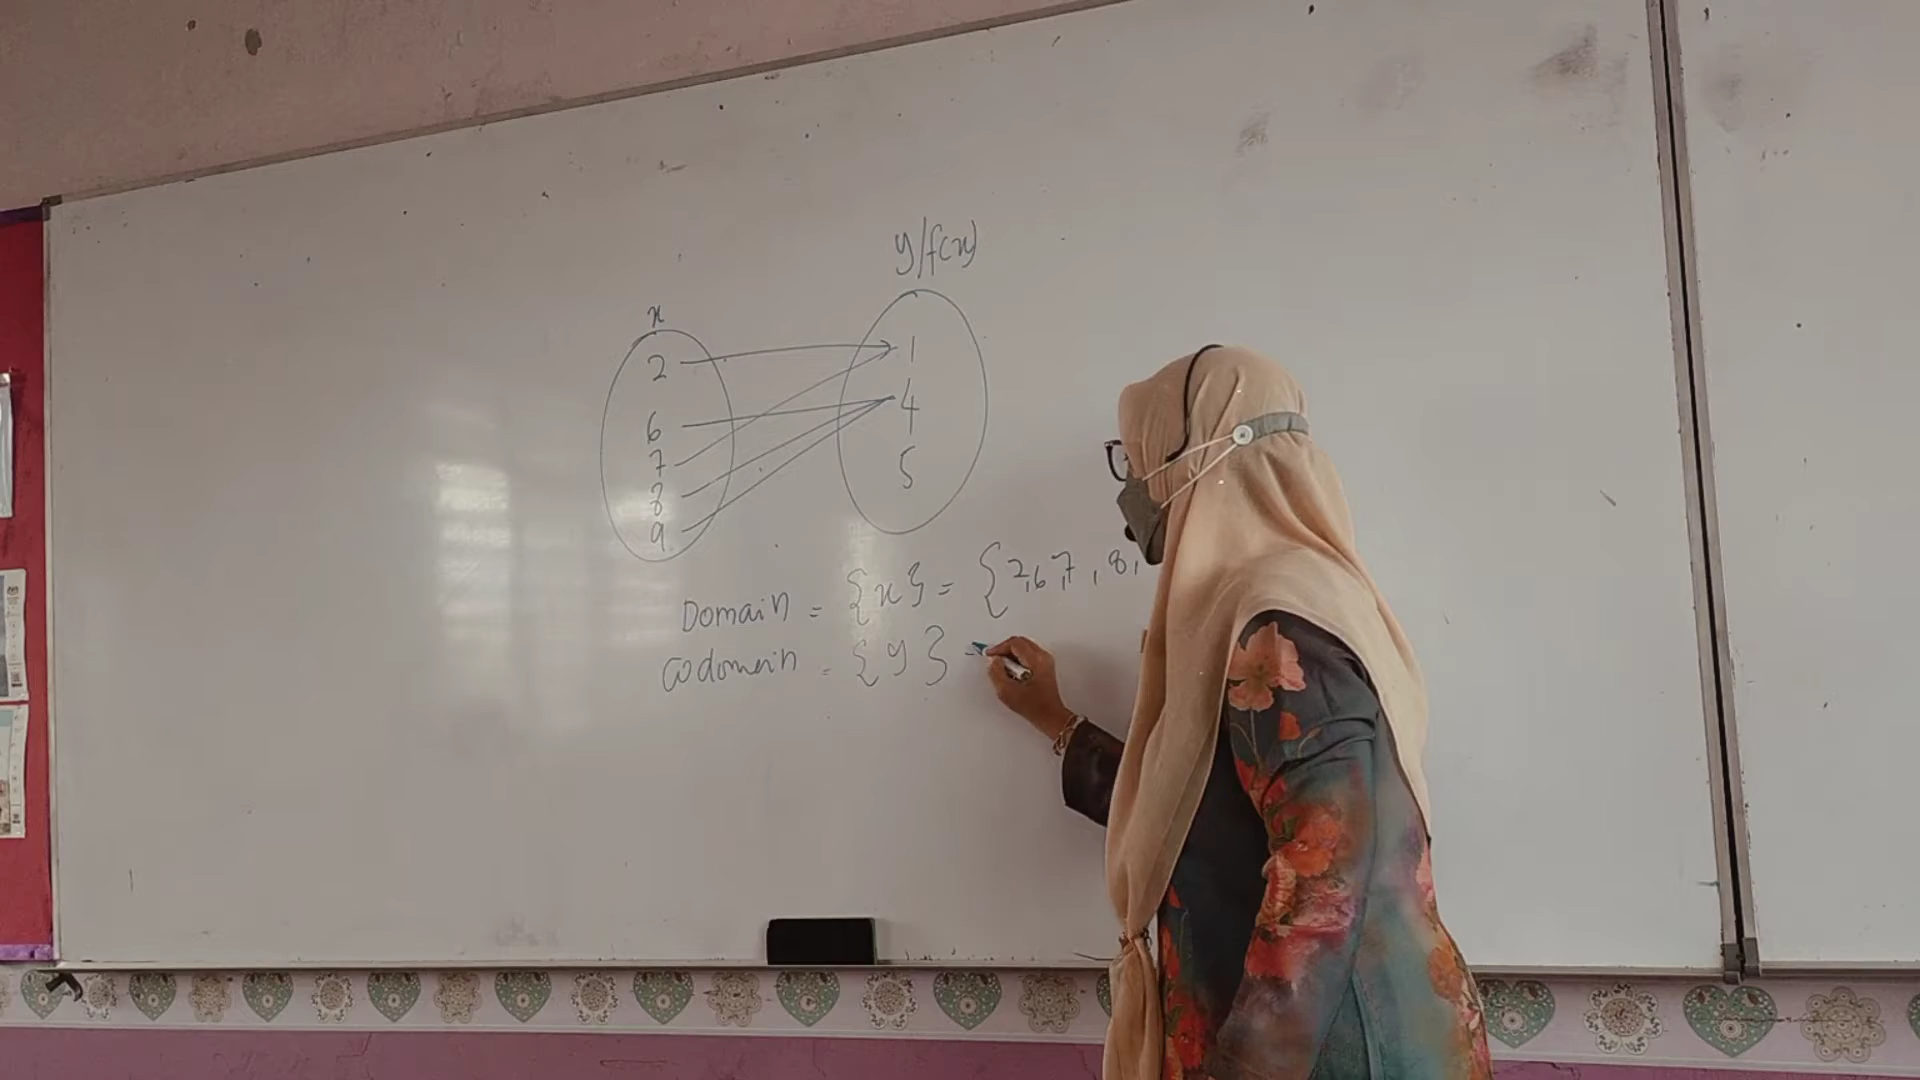 y/f(x)
x
2
6
7
8
9
1
4
5
Domain = {x} = {2,6,7,8,
Codomain = {y} =